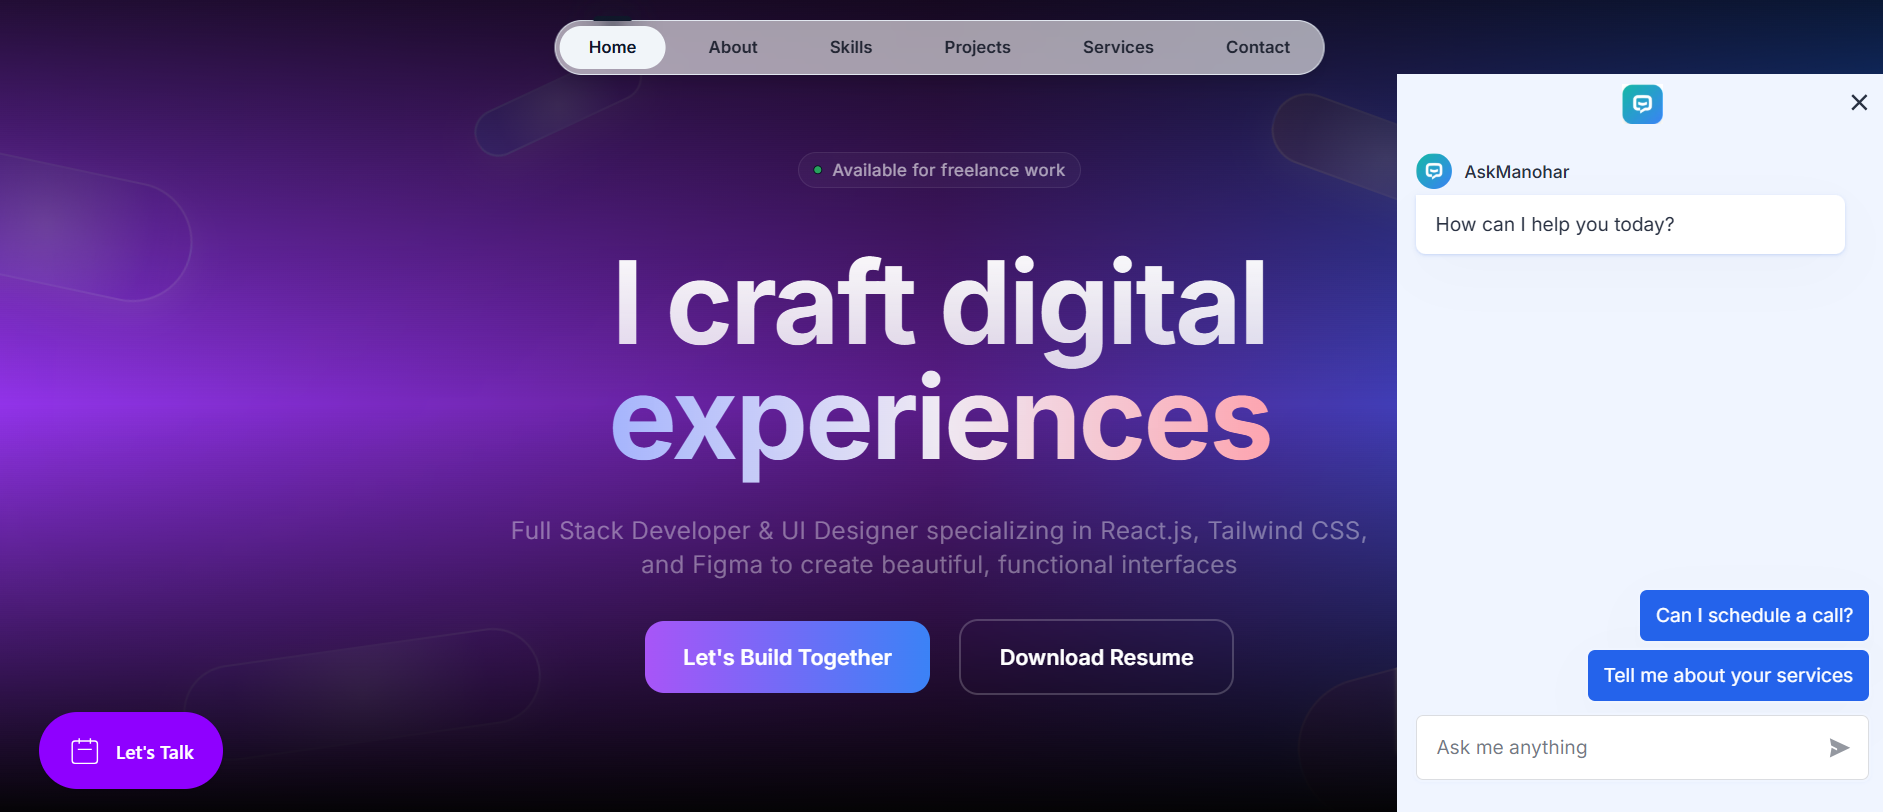 Home
About
Skills
Projects
Services
Contact
Available for freelance work
I craft digital
experiences
Full Stack Developer & UI Designer specializing in React.js, Tailwind CSS,
and Figma to create beautiful, functional interfaces
Let's Build Together
Download Resume
Let's Talk
AskManohar
How can I help you today?
Can I schedule a call?
Tell me about your services
Ask me anything